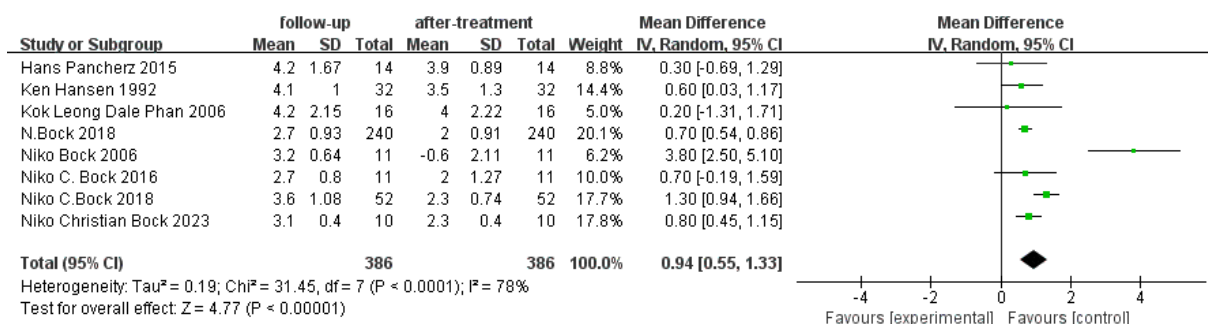 follow-up after-treatment Mean Difference Mean Difference
Study or Subgroup Mean SD Total Mean SD Total Weight IV, Random, 95% CI IV, Random, 95% CI
Hans Pancherz 2015 4.2 1.67 14 3.9 0.89 14 8.8% 0.30 [-0.69, 1.29]
Ken Hansen 1992 4.1 1 32 3.5 1.3 32 14.4% 0.60 [0.03, 1.17]
Kok Leong Dale Phan 2006 4.2 2.15 16 4 2.22 16 5.0% 0.20 [-1.31, 1.71]
N.Bock 2018 2.7 0.93 240 2 0.91 240 20.1% 0.70 [0.54, 0.86]
Niko Bock 2006 3.2 0.64 11 -0.6 2.11 11 6.2% 3.80 [2.50, 5.10]
Niko C. Bock 2016 2.7 0.8 11 2 1.27 11 10.0% 0.70 [-0.19, 1.59]
Niko C.Bock 2018 3.6 1.08 52 2.3 0.74 52 17.7% 1.30 [0.94, 1.66]
Niko Christian Bock 2023 3.1 0.4 10 2.3 0.4 10 17.8% 0.80 [0.45, 1.15]
Total (95% CI) 386 386 100.0% 0.94 [0.55, 1.33]
Heterogeneity: Tau² = 0.19; Chi² = 31.45, df = 7 (P < 0.0001); I² = 78%
Test for overall effect: Z = 4.77 (P < 0.00001)
-4 -2 0 2 4
Favours [experimental] Favours [control]